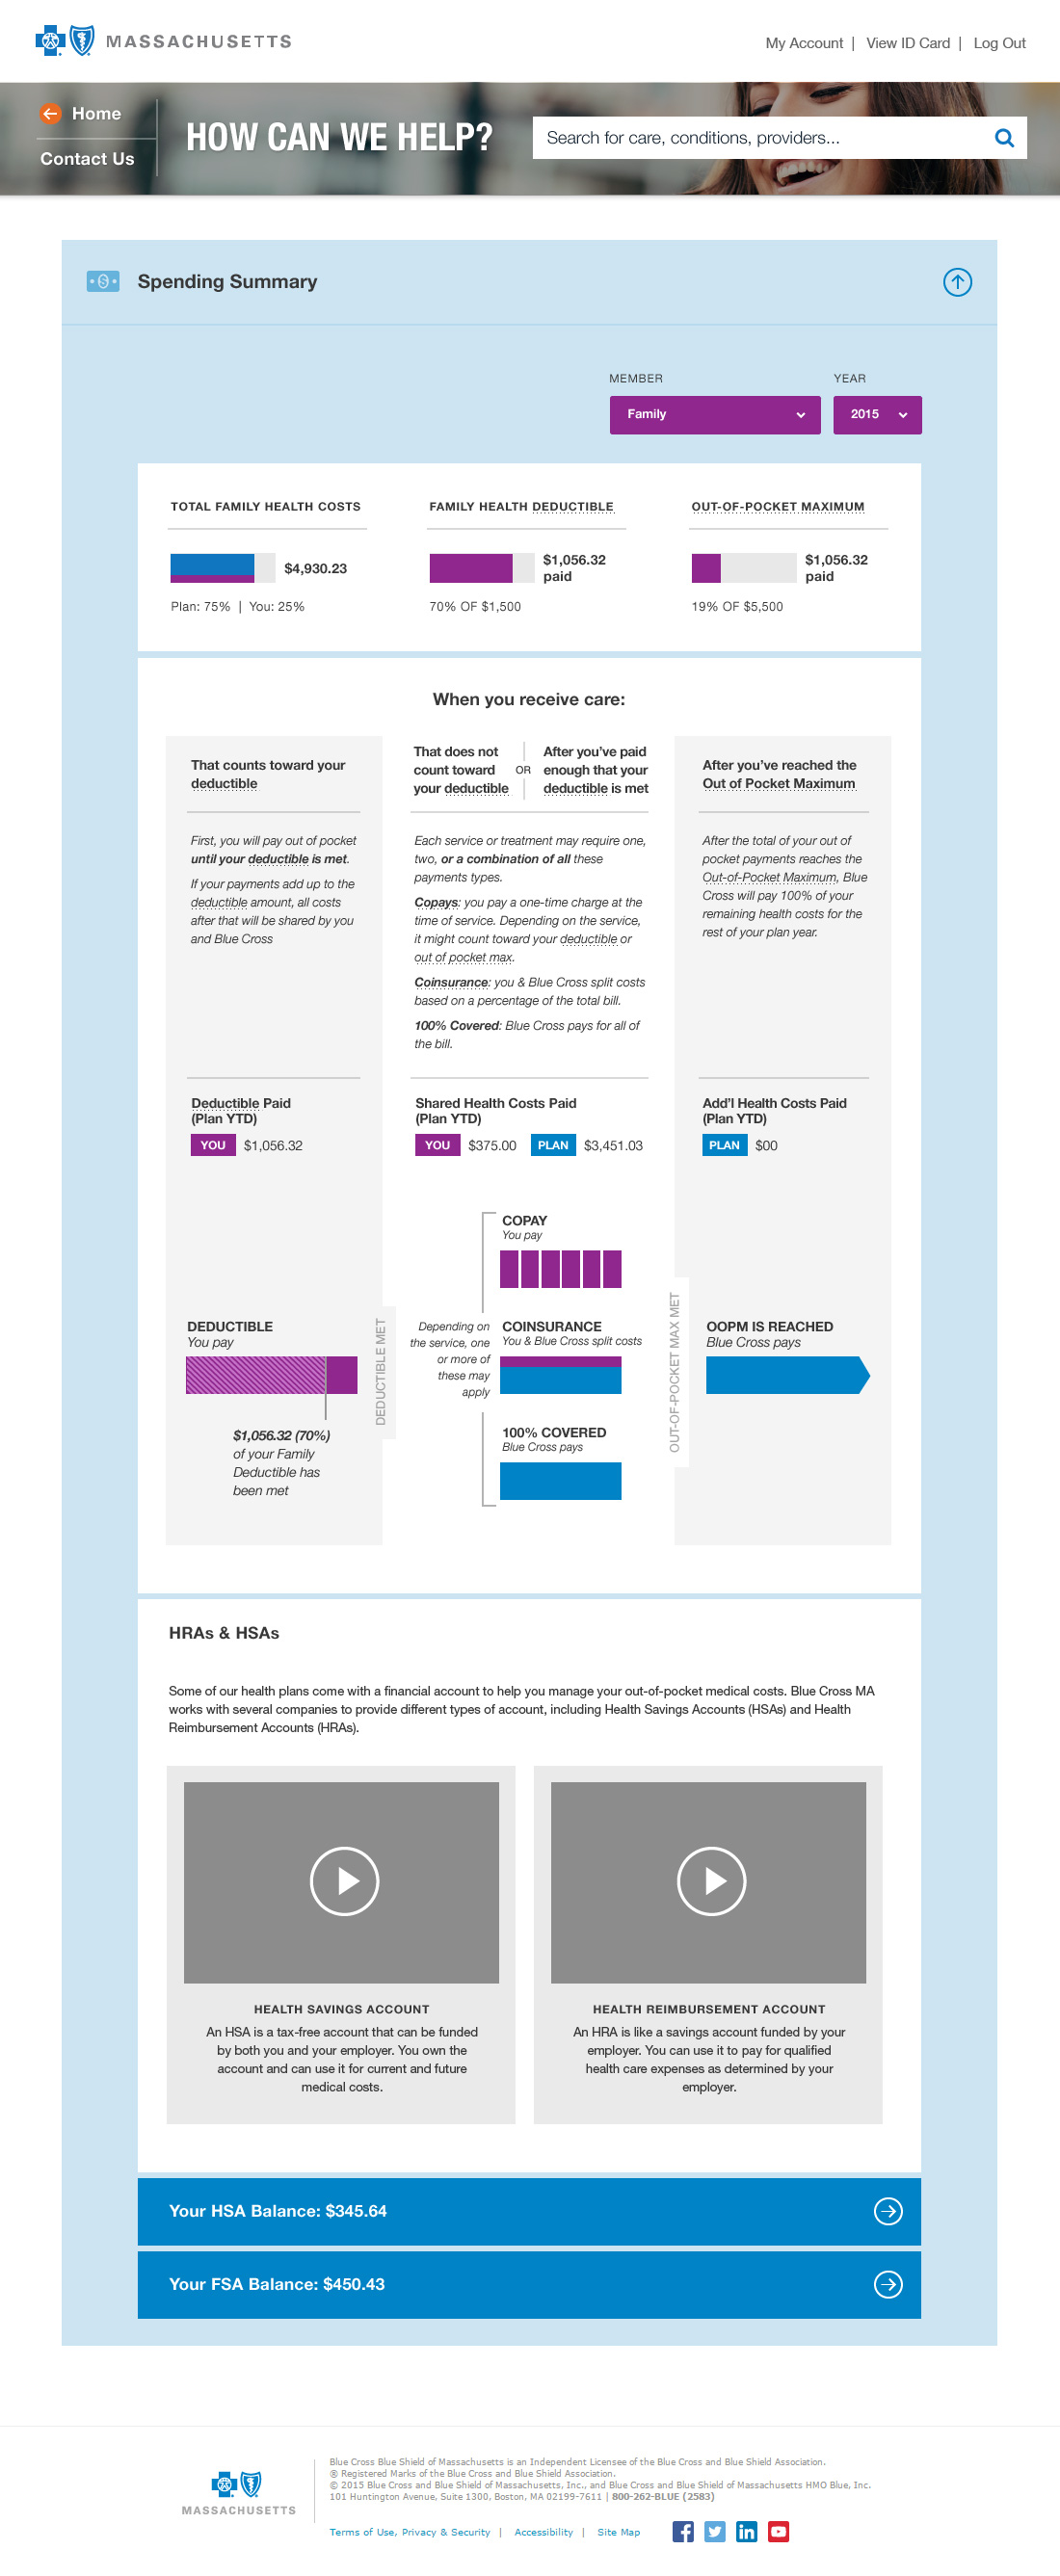 MASSACHUSETTS
My Account | View ID Card | Log Out
Home
Contact Us
HOW CAN WE HELP?
Search for care, conditions, providers...
Spending Summary
MEMBER
YEAR
Family
2015
TOTAL FAMILY HEALTH COSTS
$4,930.23
Plan: 75% | You: 25%
FAMILY HEALTH DEDUCTIBLE
$1,056.32
paid
70% OF $1,500
OUT-OF-POCKET MAXIMUM
$1,056.32
paid
19% OF $5,500
When you receive care:
That counts toward your
deductible
First, you will pay out of pocket
until your deductible is met.
If your payments add up to the
deductible amount, all costs
after that will be shared by you
and Blue Cross
Deductible Paid
(Plan YTD)
YOU $1,056.32
DEDUCTIBLE
You pay
$1,056.32 (70%)
of your Family
Deductible has
been met
DEDUCTIBLE MET
That does not
count toward
your deductible
OR
After you've paid
enough that your
deductible is met
Each service or treatment may require one,
two, or a combination of all these
payments types.
Copays: you pay a one-time charge at the
time of service. Depending on the service,
it might count toward your deductible or
out of pocket max.
Coinsurance: you & Blue Cross split costs
based on a percentage of the total bill.
100% Covered: Blue Cross pays for all of
the bill.
Shared Health Costs Paid
(Plan YTD)
YOU $375.00 PLAN $3,451.03
COPAY
You pay
Depending on
the service, one
or more of
these may
apply
COINSURANCE
You & Blue Cross split costs
100% COVERED
Blue Cross pays
OUT-OF-POCKET MAX MET
After you've reached the
Out of Pocket Maximum
After the total of your out of
pocket payments reaches the
Out-of-Pocket Maximum, Blue
Cross will pay 100% of your
remaining health costs for the
rest of your plan year.
Add'l Health Costs Paid
(Plan YTD)
PLAN $00
OOPM IS REACHED
Blue Cross pays
HRAs & HSAs
Some of our health plans come with a financial account to help you manage your out-of-pocket medical costs. Blue Cross MA
works with several companies to provide different types of account, including Health Savings Accounts (HSAs) and Health
Reimbursement Accounts (HRAs).
HEALTH SAVINGS ACCOUNT
An HSA is a tax-free account that can be funded
by both you and your employer. You own the
account and can use it for current and future
medical costs.
HEALTH REIMBURSEMENT ACCOUNT
An HRA is like a savings account funded by your
employer. You can use it to pay for qualified
health care expenses as determined by your
employer.
Your HSA Balance: $345.64
Your FSA Balance: $450.43
MASSACHUSETTS
Blue Cross Blue Shield of Massachusetts is an Independent Licensee of the Blue Cross and Blue Shield Association.
® Registered Marks of the Blue Cross and Blue Shield Association.
© 2015 Blue Cross and Blue Shield of Massachusetts, Inc., and Blue Cross and Blue Shield of Massachusetts HMO Blue, Inc.
101 Huntington Avenue, Suite 1300, Boston, MA 02199-7611 | 800-262-BLUE (2583)
Terms of Use, Privacy & Security | Accessibility | Site Map